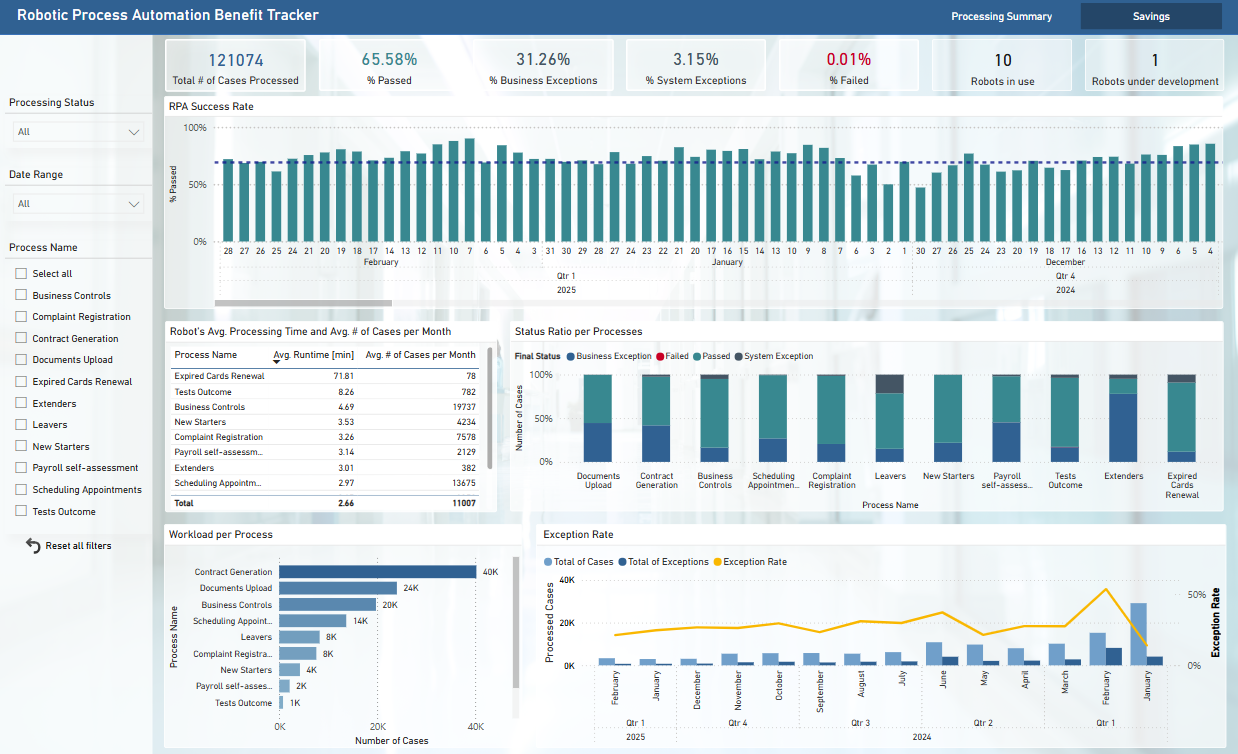 Robotic Process Automation Benefit Tracker
Processing Summary
Savings
Processing Status
All
Date Range
All
Process Name
Select all
Business Controls
Complaint Registration
Contract Generation
Documents Upload
Expired Cards Renewal
Extenders
Leavers
New Starters
Payroll self-assessment
Scheduling Appointments
Tests Outcome
Reset all filters
121074
Total # of Cases Processed
65.58%
% Passed
31.26%
% Business Exceptions
3.15%
% System Exceptions
0.01%
% Failed
10
Robots in use
1
Robots under development
RPA Success Rate
% Passed
100%
50%
0%
28 27 26 25 24 21 20 19 18 17 14 13 12 11 10 7 6 5 4 3 31 30 29 28 27 24 23 22 21 20 17 16 15 14 13 10 9 8 7 6 3 2 1 30 27 26 25 24 23 20 19 18 17 16 13 12 11 10 9 6 5 4
February January December
Qtr 1 Qtr 4
2025 2024
Robot's Avg. Processing Time and Avg. # of Cases per Month
Process Name Avg. Runtime [min] Avg. # of Cases per Month
Expired Cards Renewal 71.81 78
Tests Outcome 8.26 782
Business Controls 4.69 19737
New Starters 3.53 4234
Complaint Registration 3.26 7578
Payroll self-assessm... 3.14 2129
Extenders 3.01 382
Scheduling Appointm... 2.97 13675
Total 2.66 11007
Status Ratio per Processes
Final Status Business Exception Failed Passed System Exception
Number of Cases
100%
50%
0%
Documents Upload
Contract Generation
Business Controls
Scheduling Appointmen...
Complaint Registration
Leavers
New Starters
Payroll self-assess...
Tests Outcome
Extenders
Expired Cards Renewal
Process Name
Workload per Process
Process Name
Contract Generation 40K
Documents Upload 24K
Business Controls 20K
Scheduling Appoint... 14K
Leavers 8K
Complaint Registra... 8K
New Starters 4K
Payroll self-asses... 2K
Tests Outcome 1K
0K 20K 40K
Number of Cases
Exception Rate
Total of Cases Total of Exceptions Exception Rate
Processed Cases
40K
20K
0K
50%
0%
Exception Rate
February January December November October September August July June May April March February January
Qtr 1 Qtr 4 Qtr 3 Qtr 2 Qtr 1
2025 2024